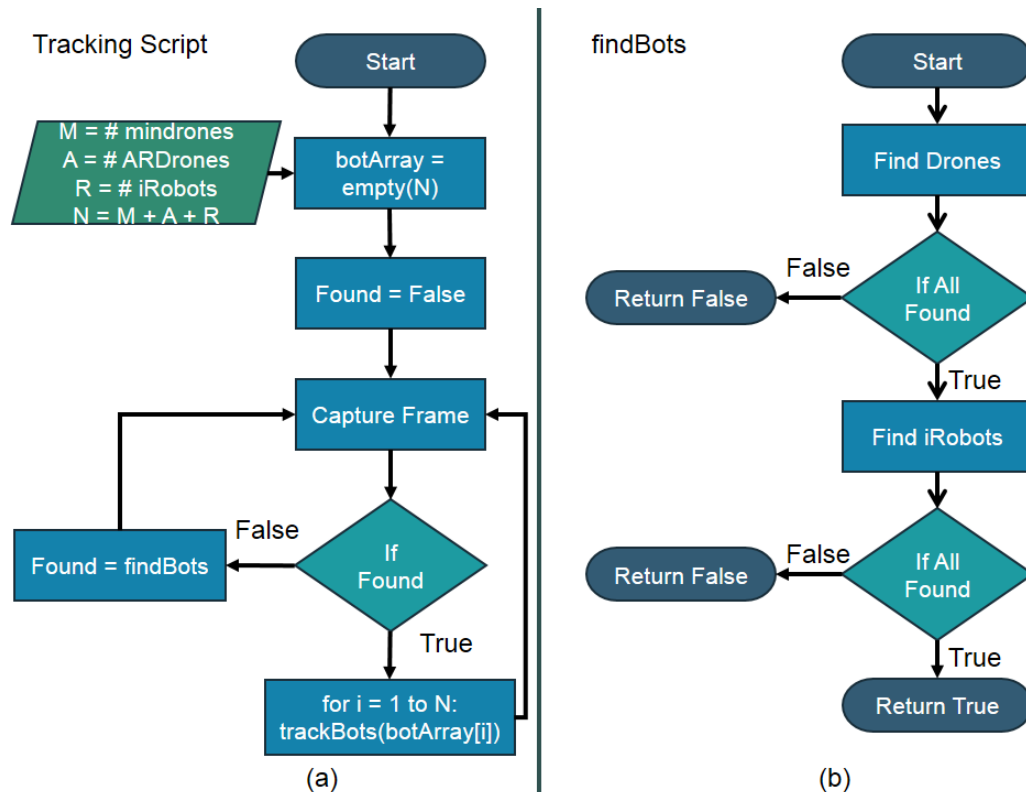 Tracking Script
Start
M = # mindrones
A = # ARDrones
R = # iRobots
N = M + A + R
botArray =
empty(N)
Found = False
Capture Frame
If
Found
False
Found = findBots
True
for i = 1 to N:
trackBots(botArray[i])
(a)
findBots
Start
Find Drones
If All
Found
False
Return False
True
Find iRobots
If All
Found
False
Return False
True
Return True
(b)